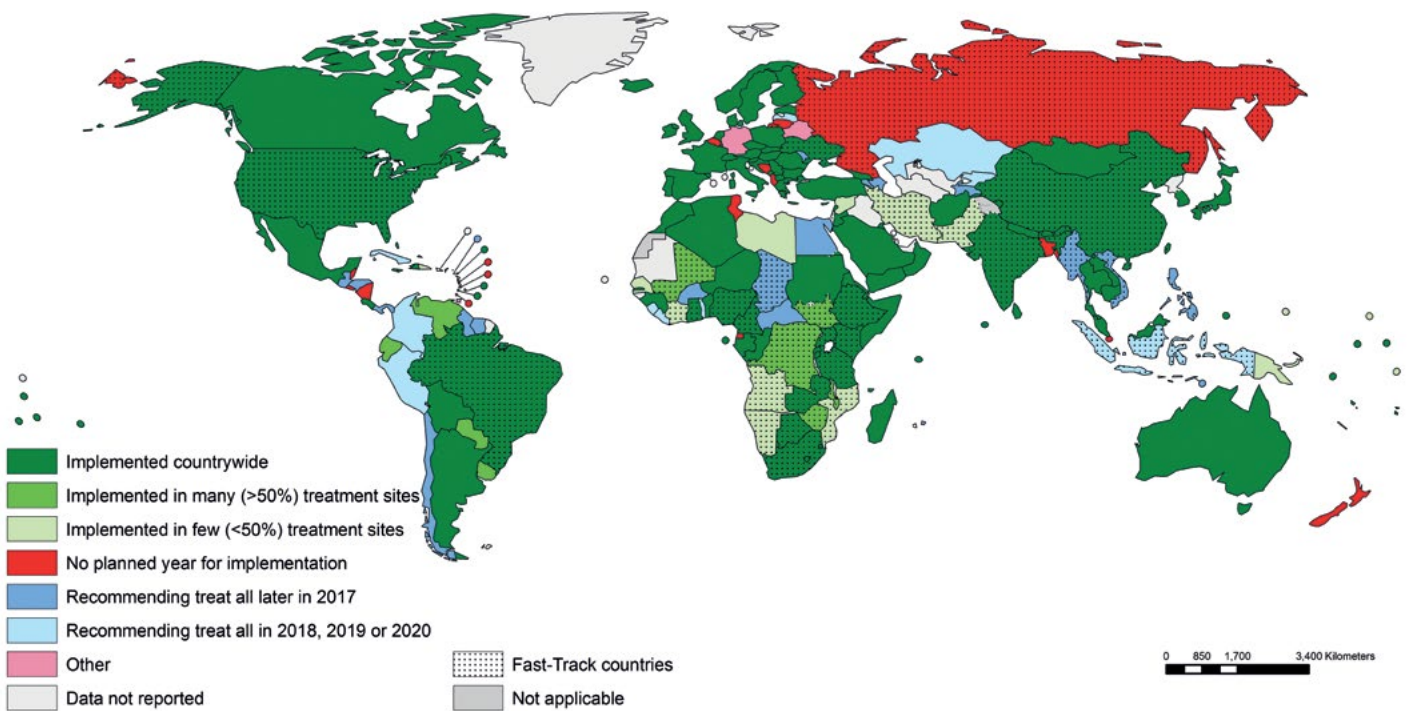 Implemented countrywide
Implemented in many (>50%) treatment sites
Implemented in few (<50%) treatment sites
No planned year for implementation
Recommending treat all later in 2017
Recommending treat all in 2018, 2019 or 2020
Other
Data not reported
Fast-Track countries
Not applicable
0 850 1,700 3,400 Kilometers